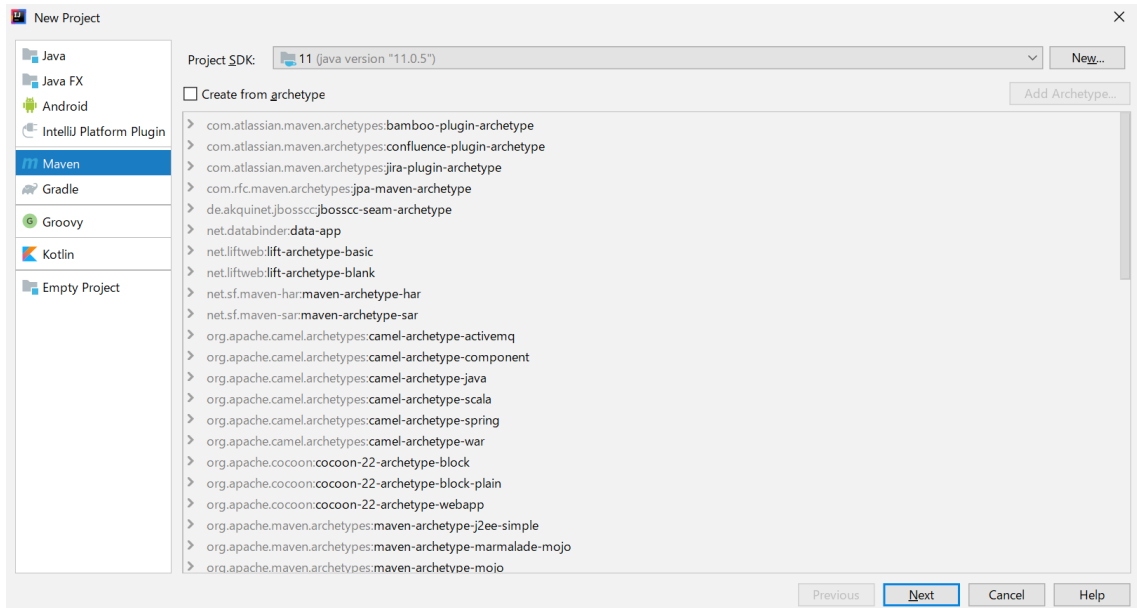 New Project
Java
Java FX
Android
IntelliJ Platform Plugin
Maven
Gradle
Groovy
Kotlin
Empty Project
Project SDK: 11 (java version "11.0.5") New...
Create from archetype Add Archetype...
com.atlassian.maven.archetypes:bamboo-plugin-archetype
com.atlassian.maven.archetypes:confluence-plugin-archetype
com.atlassian.maven.archetypes:jira-plugin-archetype
com.rfc.maven.archetypes:jpa-maven-archetype
de.akquinet.jbosscc:jbosscc-seam-archetype
net.databinder:data-app
net.liftweb:lift-archetype-basic
net.liftweb:lift-archetype-blank
net.sf.maven-har:maven-archetype-har
net.sf.maven-sar:maven-archetype-sar
org.apache.camel.archetypes:camel-archetype-activemq
org.apache.camel.archetypes:camel-archetype-component
org.apache.camel.archetypes:camel-archetype-java
org.apache.camel.archetypes:camel-archetype-scala
org.apache.camel.archetypes:camel-archetype-spring
org.apache.camel.archetypes:camel-archetype-war
org.apache.cocoon:cocoon-22-archetype-block
org.apache.cocoon:cocoon-22-archetype-block-plain
org.apache.cocoon:cocoon-22-archetype-webapp
org.apache.maven.archetypes:maven-archetype-j2ee-simple
org.apache.maven.archetypes:maven-archetype-marmalade-mojo
org.apache.maven.archetypes:maven-archetype-mojo
Previous Next Cancel Help